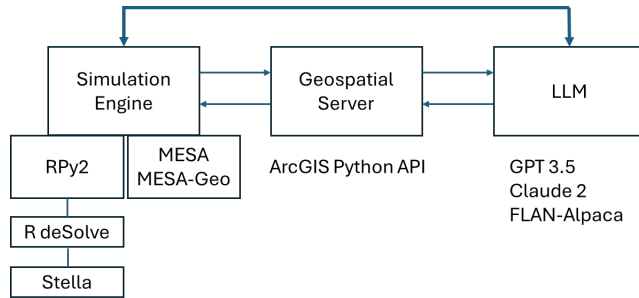 Simulation
Engine
Geospatial
Server
LLM
RPy2
MESA
MESA-Geo
ArcGIS Python API
GPT 3.5
Claude 2
FLAN-Alpaca
R deSolve
Stella